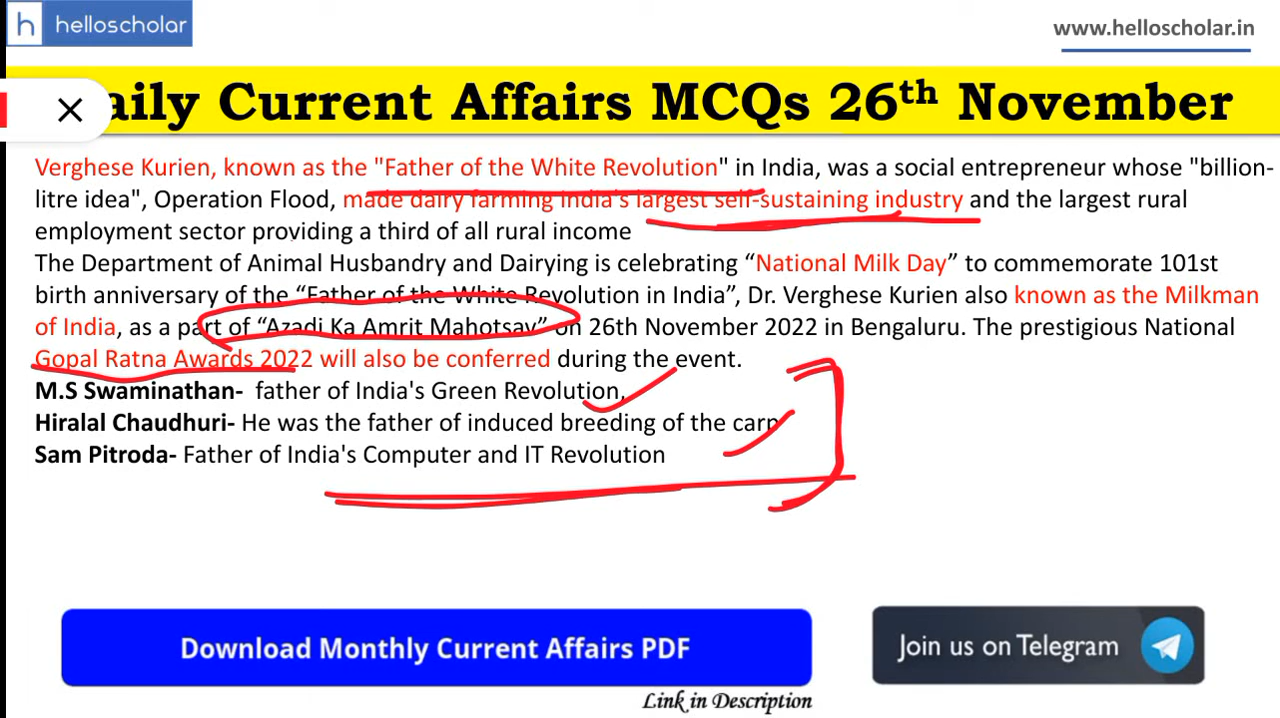 h helloscholar
www.helloscholar.in
aily Current Affairs MCQs 26th November
Verghese Kurien, known as the "Father of the White Revolution" in India, was a social entrepreneur whose "billion-
litre idea", Operation Flood, made dairy farming India's largest self-sustaining industry and the largest rural
employment sector providing a third of all rural income
The Department of Animal Husbandry and Dairying is celebrating “National Milk Day” to commemorate 101st
birth anniversary of the “Father of the White Revolution in India”, Dr. Verghese Kurien also known as the Milkman
of India, as a part of “Azadi Ka Amrit Mahotsav” on 26th November 2022 in Bengaluru. The prestigious National
Gopal Ratna Awards 2022 will also be conferred during the event.
M.S Swaminathan- father of India's Green Revolution,
Hiralal Chaudhuri- He was the father of induced breeding of the carp
Sam Pitroda- Father of India's Computer and IT Revolution
Download Monthly Current Affairs PDF
Join us on Telegram
Link in Description